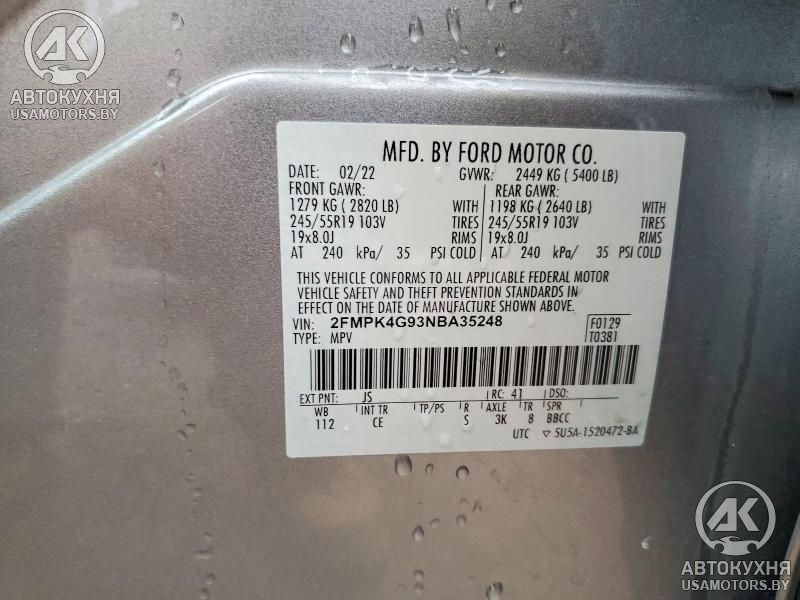 AK
АВТОКУХНЯ
USAMOTORS.BY
MFD. BY FORD MOTOR CO.
DATE: 02/22 GVWR: 2449 KG ( 5400 LB)
FRONT GAWR: REAR GAWR:
1279 KG ( 2820 LB) WITH 1198 KG ( 2640 LB) WITH
245/55R19 103V TIRES 245/55R19 103V TIRES
19x8.0J RIMS 19x8.0J RIMS
AT 240 kPa/ 35 PSI COLD AT 240 kPa/ 35 PSI COLD
THIS VEHICLE CONFORMS TO ALL APPLICABLE FEDERAL MOTOR
VEHICLE SAFETY AND THEFT PREVENTION STANDARDS IN
EFFECT ON THE DATE OF MANUFACTURE SHOWN ABOVE.
VIN: 2FMPK4G93NBA35248 F0129
TYPE: MPV T0381
EXT PNT: JS RC: 41 DSO:
WB INT TR TP/PS R AXLE TR SPR
112 CE S 3K 8 BBCC
UTC ▽ 5U5A-1520472-BA
AK
АВТОКУХНЯ
USAMOTORS.BY